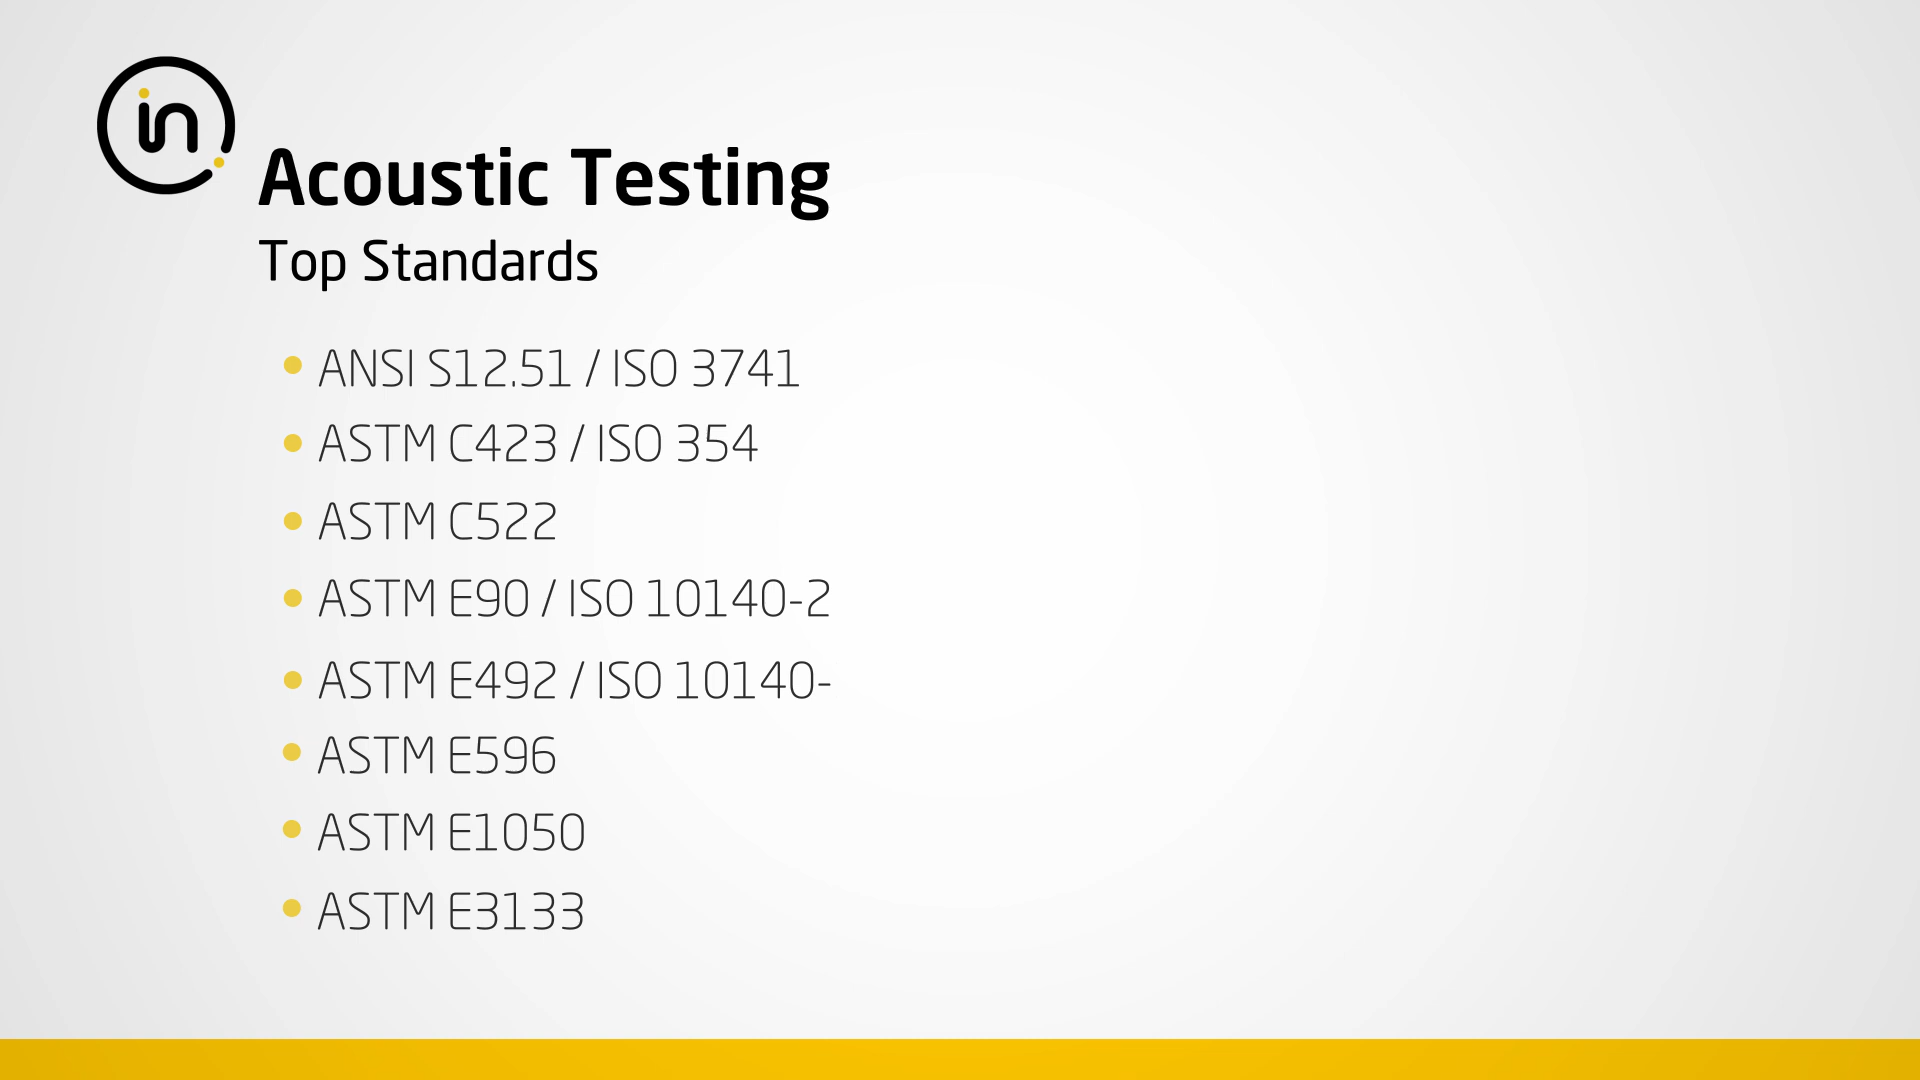 in
Acoustic Testing
Top Standards
ANSI S12.51 / ISO 3741
ASTM C423 / ISO 354
ASTM C522
ASTM E90 / ISO 10140-2
ASTM E492 / ISO 10140-
ASTM E596
ASTM E1050
ASTM E3133